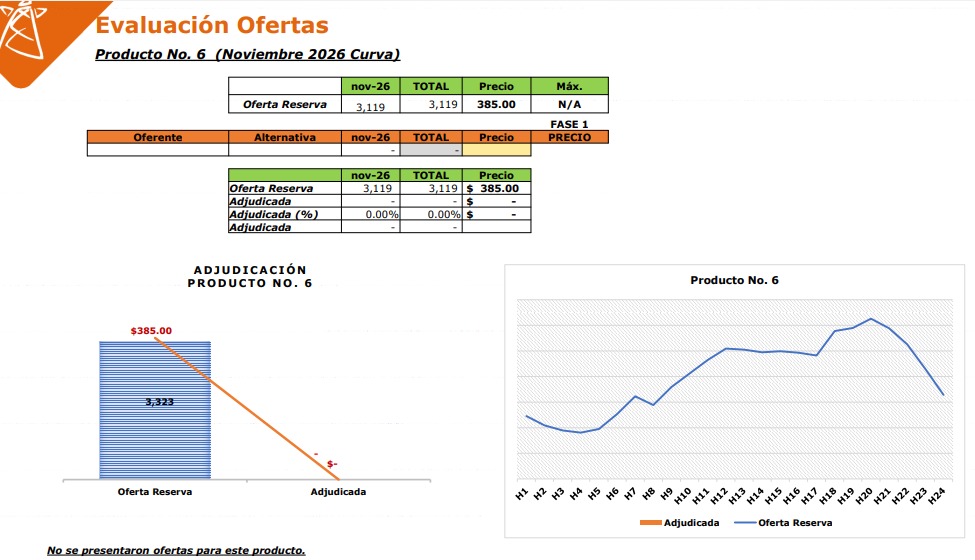 Evaluación Ofertas
Producto No. 6 (Noviembre 2026 Curva)
nov-26 TOTAL Precio Máx.
Oferta Reserva 3,119 3,119 385.00 N/A
FASE 1
Oferente Alternativa nov-26 TOTAL Precio PRECIO
- -
nov-26 TOTAL Precio
Oferta Reserva 3,119 3,119 $ 385.00
Adjudicada - - $ -
Adjudicada (%) 0.00% 0.00% $ -
Adjudicada - -
ADJUDICACIÓN
PRODUCTO NO. 6
$385.00
3,323
-
$-
Oferta Reserva Adjudicada
Producto No. 6
H1 H2 H3 H4 H5 H6 H7 H8 H9 H10 H11 H12 H13 H14 H15 H16 H17 H18 H19 H20 H21 H22 H23 H24
Adjudicada Oferta Reserva
No se presentaron ofertas para este producto.